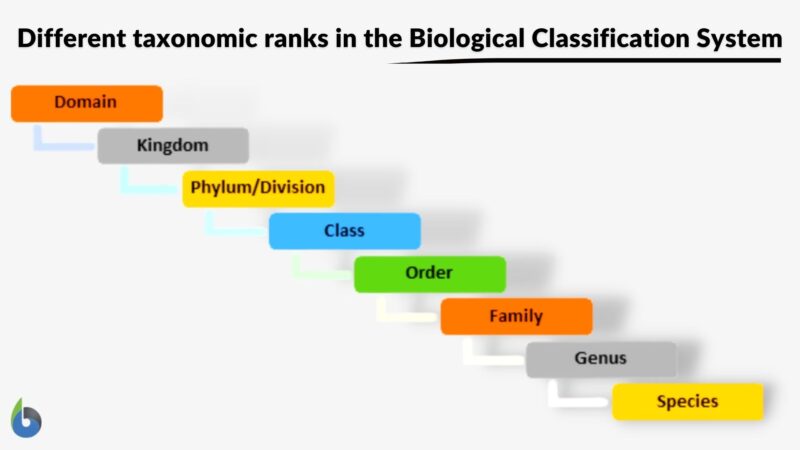 Different taxonomic ranks in the Biological Classification System
Domain
Kingdom
Phylum/Division
Class
Order
Family
Genus
Species